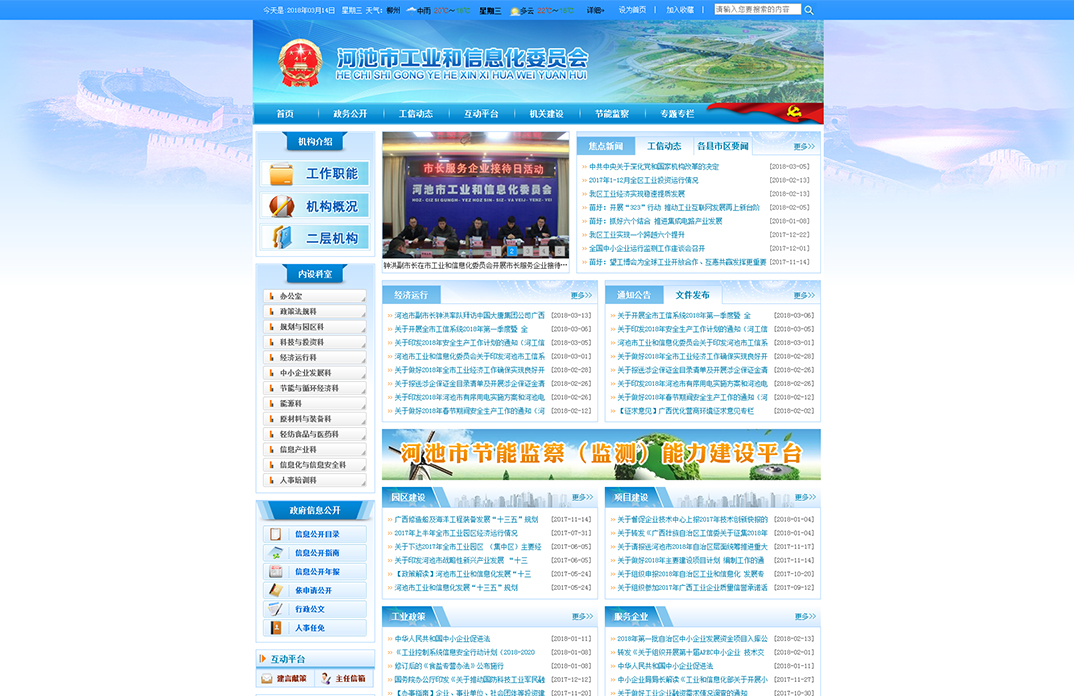 今天是:2018年03月14日 星期三 天气: 柳州 中雨 星期三 多云 详细» 设为首页 | 加入收藏 | 请输入您要搜索的内容
河池市工业和信息化委员会
HE CHI SHI GONG YE HE XIN XI HUA WEI YUAN HUI
首页 政务公开 工信动态 互动平台 机关建设 节能监察 专题专栏
机构介绍
工作职能
机构概况
二层机构
内设科室
办公室
政策法规科
规划与园区科
科技与投资科
经济运行科
中小企业发展科
节能与循环经济科
能源科
原材料与装备科
轻纺食品与医药科
信息产业科
信息化与信息安全科
人事培训科
政府信息公开
信息公开目录
信息公开指南
信息公开年报
依申请公开
行政公文
人事任免
互动平台
建言献策 主任信箱
市长服务企业接待日活动
河池市工业和信息化委员会
1 2 3 4 5
钟洪副市长在市工业和信息化委员会开展市长服务企业接待…
焦点新闻 工信动态 各县市区要闻 更多>>
中共中央关于深化党和国家机构改革的决定 [2018-03-05]
2017年1-12月全区工业投资运行情况 [2018-02-13]
我区工业经济实现稳速提质发展 [2018-02-13]
苗圩：开展“323”行动 推动工业互联网发展再上新台阶 [2018-02-05]
苗圩：抓好六个结合 推进集成电路产业发展 [2018-01-08]
我区工业实现一个跨越六个提升 [2017-12-22]
全国中小企业运行监测工作座谈会召开 [2017-12-01]
苗圩：望工博会为全球工业开放合作、互惠共赢发挥更重要 [2017-11-14]
经济运行 更多>>
河池市副市长钟洪率队拜访中国大唐集团公司广西 [2018-03-13]
关于开展全市工信系统2018年第一季度暨 全 [2018-03-06]
关于印发2018年安全生产工作计划的通知（河工信 [2018-03-05]
河池市工业和信息化委员会关于印发河池市工信系 [2018-03-01]
关于做好2018年全市工业经济工作确保实现良好开 [2018-02-28]
关于报送涉企保证金目录清单及开展涉企保证金清 [2018-02-26]
关于印发2018年河池市有序用电实施方案和河池电 [2018-02-26]
关于做好2018年春节期间安全生产工作的通知（河 [2018-02-12]
通知公告 文件发布 更多>>
关于开展全市工信系统2018年第一季度暨 全 [2018-03-06]
关于印发2018年安全生产工作计划的通知（河工信 [2018-03-05]
河池市工业和信息化委员会关于印发河池市工信系 [2018-03-01]
关于做好2018年全市工业经济工作确保实现良好开 [2018-02-28]
关于报送涉企保证金目录清单及开展涉企保证金清 [2018-02-26]
关于印发2018年河池市有序用电实施方案和河池电 [2018-02-26]
关于做好2018年春节期间安全生产工作的通知（河 [2018-02-12]
【征求意见】广西优化营商环境征求意见专栏 [2018-02-02]
河池市节能监察（监测）能力建设平台
园区建设 更多>>
广西修造船及海洋工程装备发展“十三五”规划 [2017-11-14]
2017年上半年全市工业园区经济运行情况 [2017-07-31]
关于下达2017年全市工业园区（集中区）主要经 [2017-06-05]
关于印发河池市战略性新兴产业发展 “十三 [2017-06-05]
【政策解读】河池市工业和信息化发展“十三 [2017-05-24]
河池市工业和信息化发展“十三五”规划 [2017-05-24]
项目建设 更多>>
关于督促企业技术中心上报2017年技术创新快报的 [2018-01-04]
关于转发《广西壮族自治区工信委关于征集2018年 [2018-01-04]
关于请报送河池市2018年自治区层面统筹推进重大 [2017-11-17]
关于做好2018年主要建设项目计划 编制工作的通 [2017-11-14]
关于组织申报2018年自治区工业和信息化 发展专 [2017-10-20]
关于组织参加2017年广西工业企业质量信誉承诺活 [2017-09-12]
工业政策 更多>>
中华人民共和国中小企业促进法 [2018-01-11]
《工业控制系统信息安全行动计划（2018-2020 [2018-01-08]
修订后的《食盐专营办法》公布施行 [2018-01-08]
国务院办公厅印发《关于推动国防科技工业军民融 [2017-12-11]
【办事指南】企业、事业单位、社会团体等投资建 [2017-11-20]
服务企业 更多>>
2018年第一批自治区中小企业发展资金项目入库公 [2018-02-13]
转发《关于组织开展第十届APEC中小企业 技术交 [2018-02-01]
中华人民共和国中小企业促进法 [2018-01-11]
中小企业局局长解读《工业和信息化部关于开展小 [2017-11-27]
关于做好工业企业融资需求情况调查的通知 [2017-10-30]